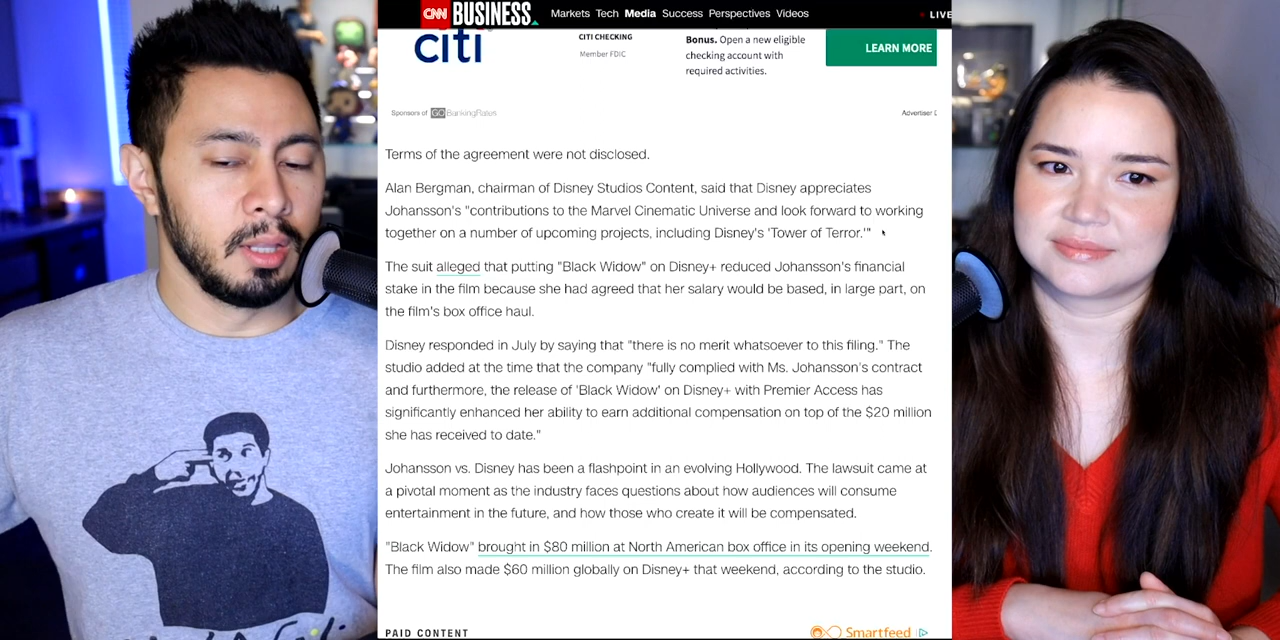 CNN BUSINESS Markets Tech Media Success Perspectives Videos LIVE
citi
CITI CHECKING
Member FDIC
Bonus. Open a new eligible
checking account with
required activities.
LEARN MORE
Sponsors of GO BankingRates
Advertiser
Terms of the agreement were not disclosed.
Alan Bergman, chairman of Disney Studios Content, said that Disney appreciates
Johansson's "contributions to the Marvel Cinematic Universe and look forward to working
together on a number of upcoming projects, including Disney's 'Tower of Terror.'"
The suit alleged that putting "Black Widow" on Disney+ reduced Johansson's financial
stake in the film because she had agreed that her salary would be based, in large part, on
the film's box office haul.
Disney responded in July by saying that "there is no merit whatsoever to this filing." The
studio added at the time that the company "fully complied with Ms. Johansson's contract
and furthermore, the release of 'Black Widow' on Disney+ with Premier Access has
significantly enhanced her ability to earn additional compensation on top of the $20 million
she has received to date."
Johansson vs. Disney has been a flashpoint in an evolving Hollywood. The lawsuit came at
a pivotal moment as the industry faces questions about how audiences will consume
entertainment in the future, and how those who create it will be compensated.
"Black Widow" brought in $80 million at North American box office in its opening weekend.
The film also made $60 million globally on Disney+ that weekend, according to the studio.
PAID CONTENT
Smartfeed